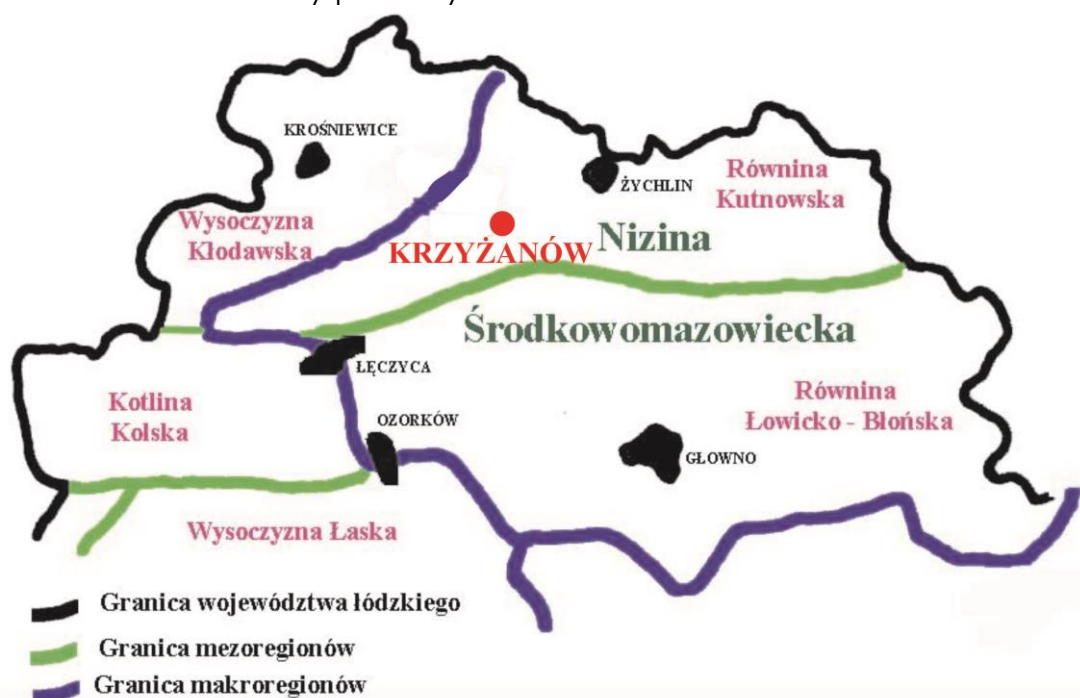 KROŚNIEWICE
ŻYCHLIN
Równina
Kutnowska
Wysoczyzna
Kłodawska
KRZYŻANÓW
Nizina
Środkowomazowiecka
ŁĘCZYCA
Kotlina
Kolska
OZORKÓW
Równina
Łowicko - Błońska
GŁOWNO
Wysoczyzna Łaska
Granica województwa łódzkiego
Granica mezoregionów
Granica makroregionów